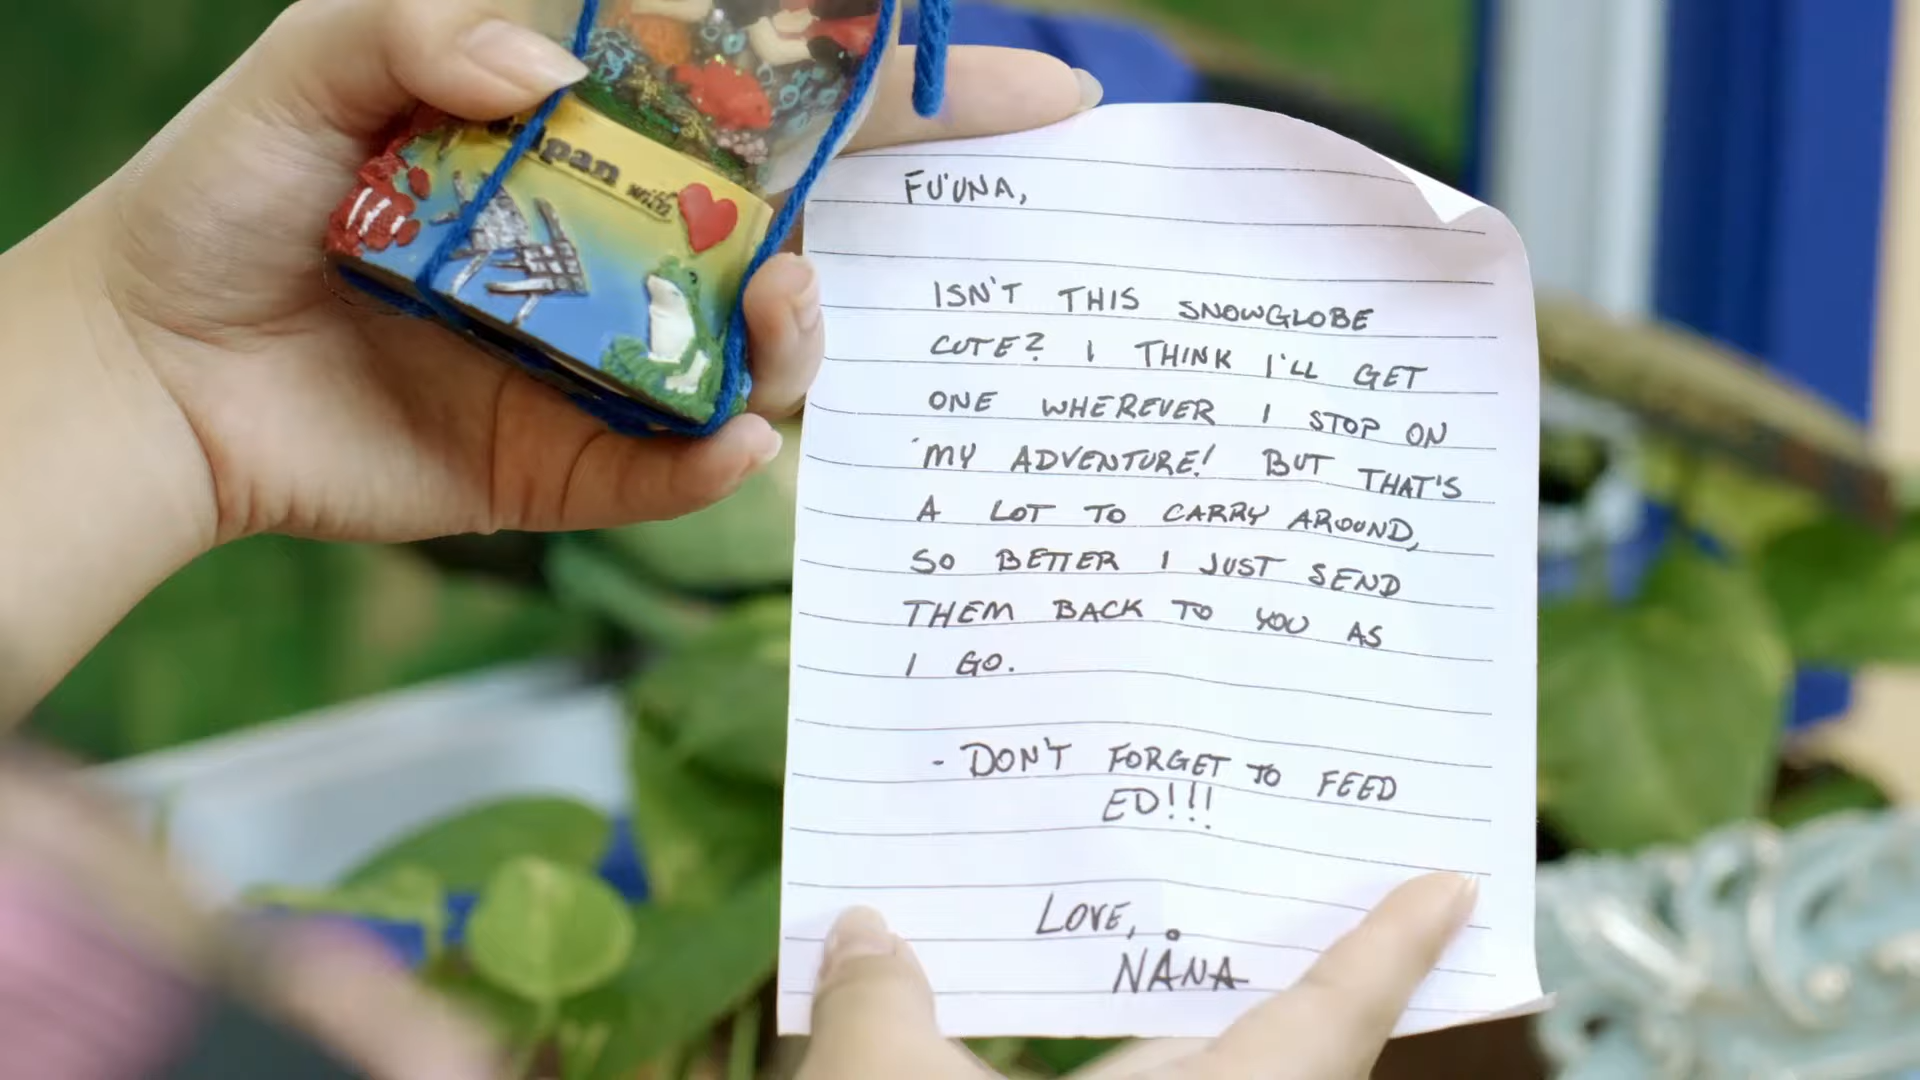 with
FU'UNA,
ISN'T THIS SNOWGLOBE
CUTE? I THINK I'LL GET
ONE WHEREVER I STOP ON
MY ADVENTURE! BUT THAT'S
A LOT TO CARRY AROUND,
SO BETTER I JUST SEND
THEM BACK TO YOU AS
I GO.
- DON'T FORGET TO FEED
ED!!!
LOVE,
NANA